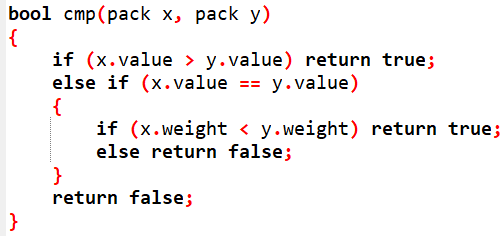 bool cmp(pack x, pack y)
{
    if (x.value > y.value) return true;
    else if (x.value == y.value)
    {
        if (x.weight < y.weight) return true;
        else return false;
    }
    return false;
}